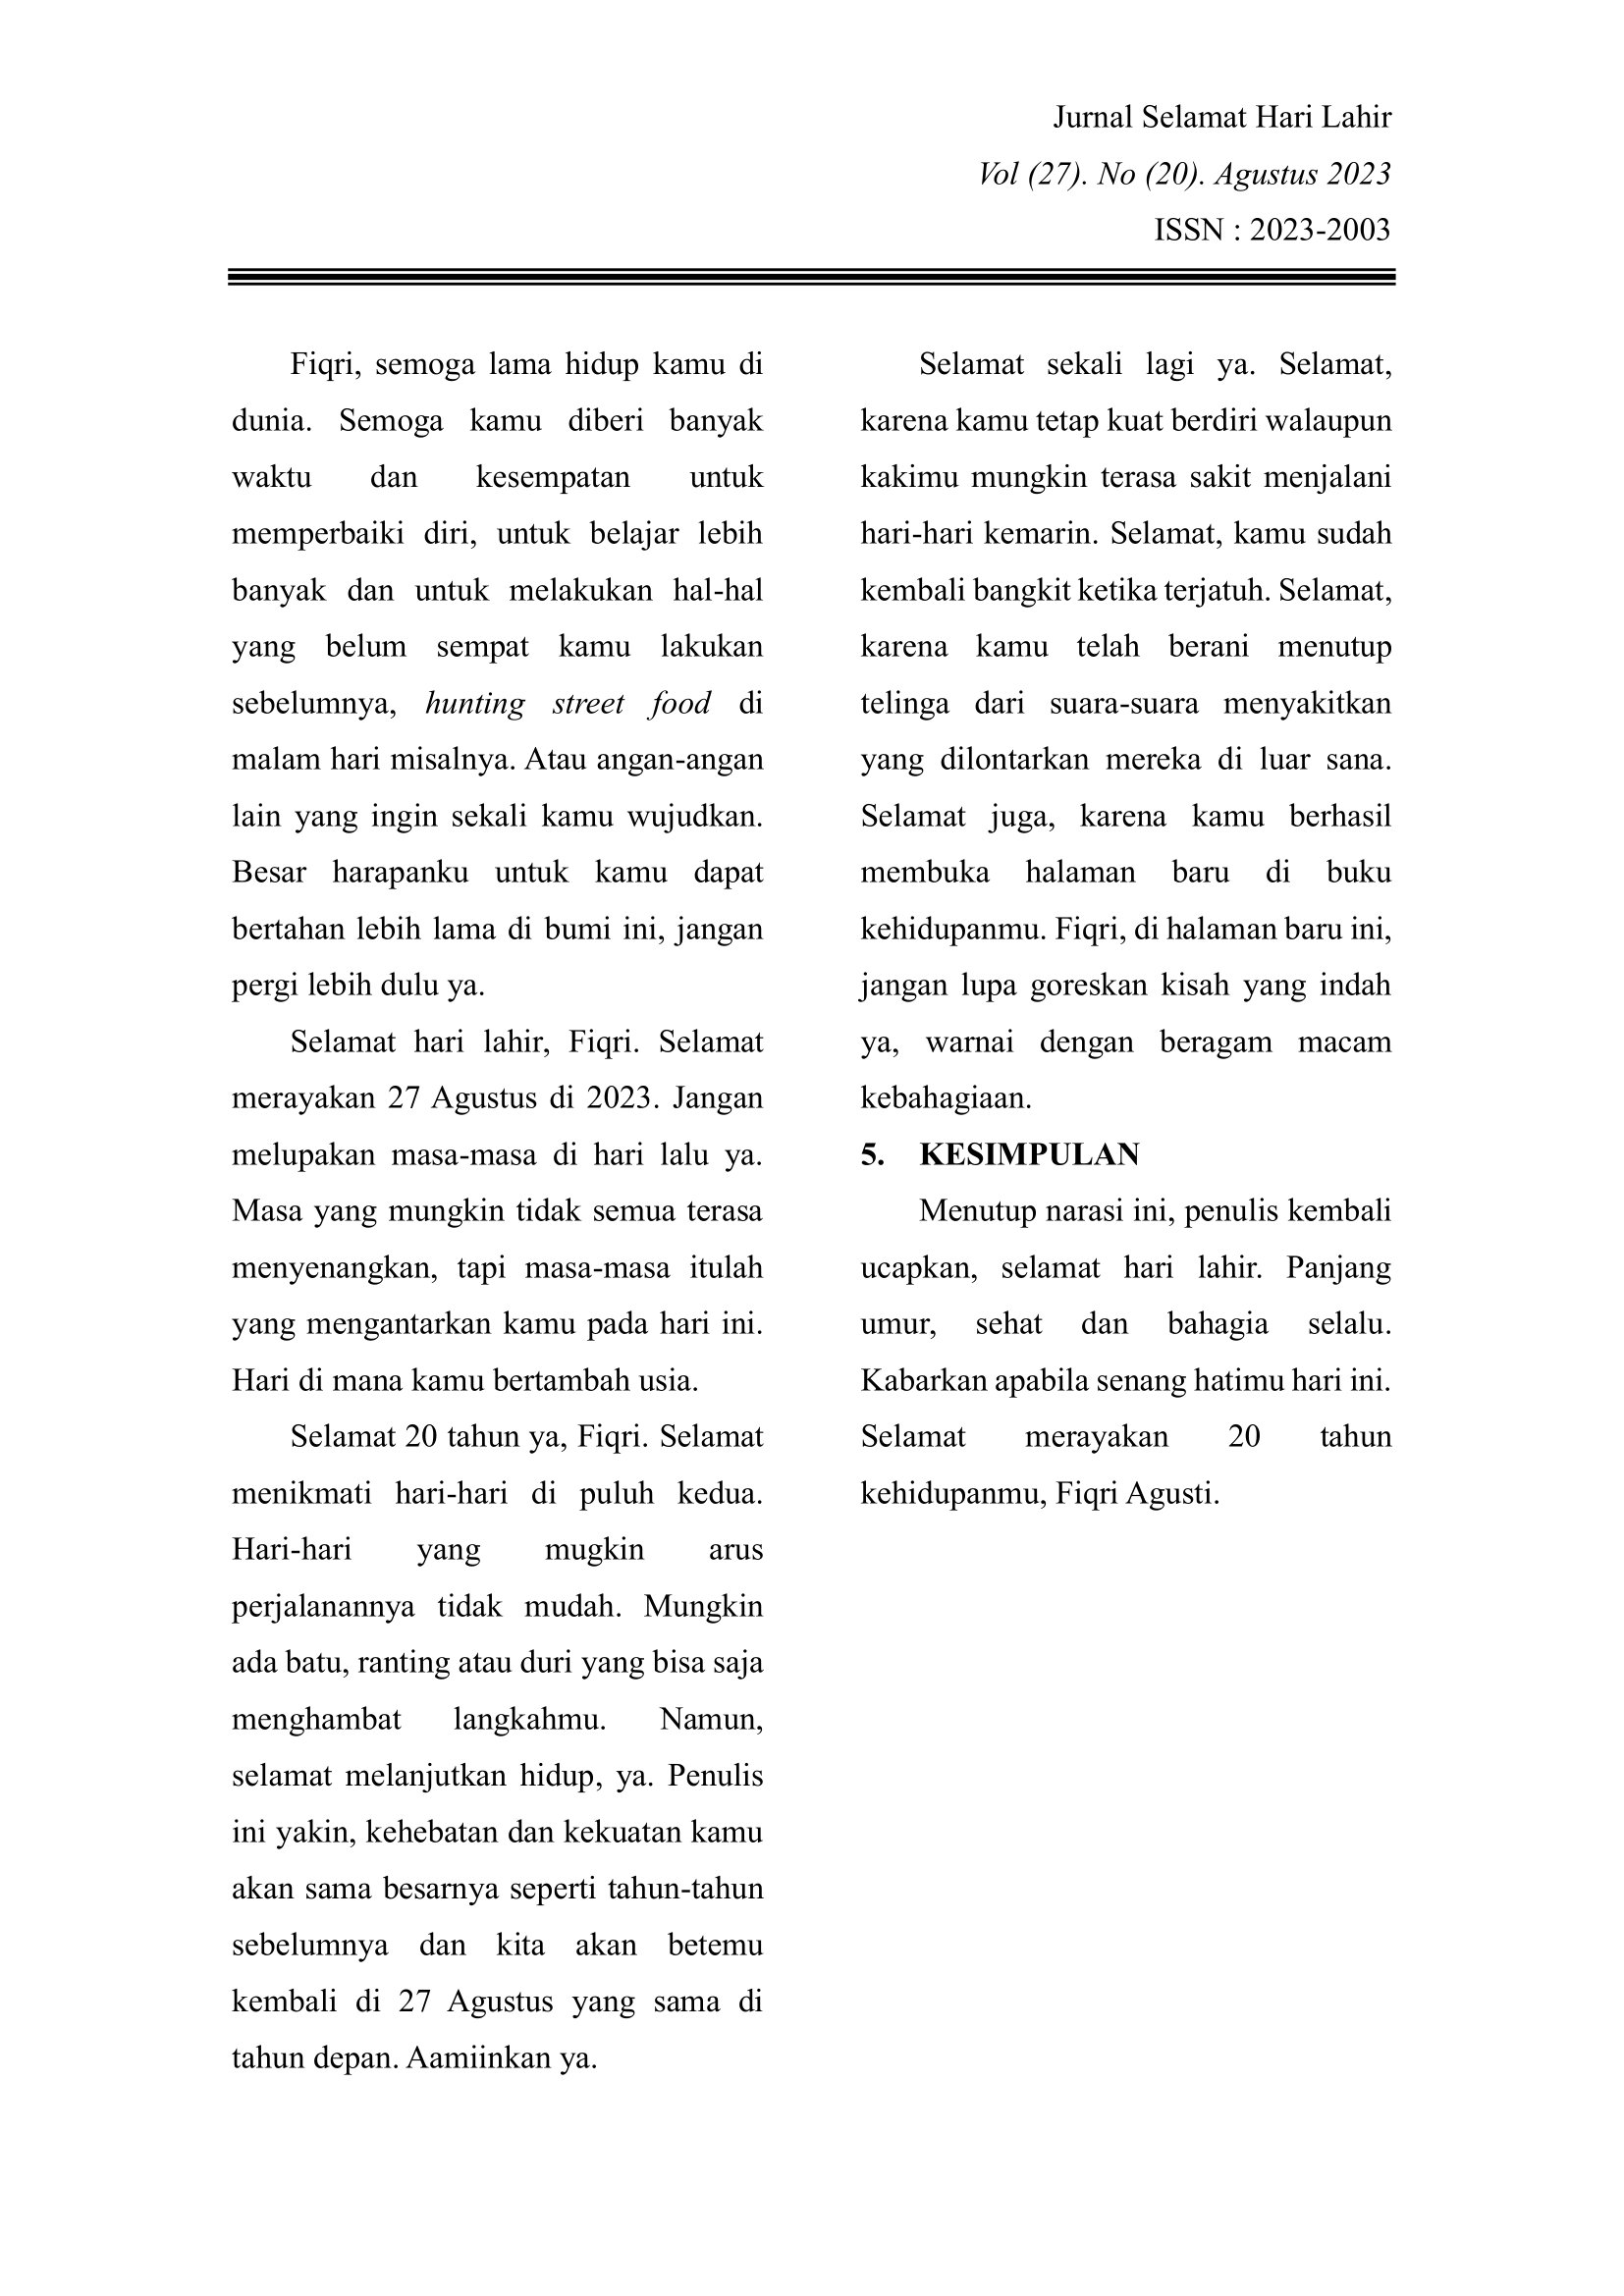 Jurnal Selamat Hari Lahir
Vol (27). No (20). Agustus 2023
ISSN : 2023-2003
Fiqri, semoga lama hidup kamu di
dunia. Semoga kamu diberi banyak
waktu dan kesempatan untuk
memperbaiki diri, untuk belajar lebih
banyak dan untuk melakukan hal-hal
yang belum sempat kamu lakukan
sebelumnya, hunting street food di
malam hari misalnya. Atau angan-angan
lain yang ingin sekali kamu wujudkan.
Besar harapanku untuk kamu dapat
bertahan lebih lama di bumi ini, jangan
pergi lebih dulu ya.
Selamat hari lahir, Fiqri. Selamat
merayakan 27 Agustus di 2023. Jangan
melupakan masa-masa di hari lalu ya.
Masa yang mungkin tidak semua terasa
menyenangkan, tapi masa-masa itulah
yang mengantarkan kamu pada hari ini.
Hari di mana kamu bertambah usia.
Selamat 20 tahun ya, Fiqri. Selamat
menikmati hari-hari di puluh kedua.
Hari-hari yang mugkin arus
perjalanannya tidak mudah. Mungkin
ada batu, ranting atau duri yang bisa saja
menghambat langkahmu. Namun,
selamat melanjutkan hidup, ya. Penulis
ini yakin, kehebatan dan kekuatan kamu
akan sama besarnya seperti tahun-tahun
sebelumnya dan kita akan betemu
kembali di 27 Agustus yang sama di
tahun depan. Aamiinkan ya.
Selamat sekali lagi ya. Selamat,
karena kamu tetap kuat berdiri walaupun
kakimu mungkin terasa sakit menjalani
hari-hari kemarin. Selamat, kamu sudah
kembali bangkit ketika terjatuh. Selamat,
karena kamu telah berani menutup
telinga dari suara-suara menyakitkan
yang dilontarkan mereka di luar sana.
Selamat juga, karena kamu berhasil
membuka halaman baru di buku
kehidupanmu. Fiqri, di halaman baru ini,
jangan lupa goreskan kisah yang indah
ya, warnai dengan beragam macam
kebahagiaan.
5. KESIMPULAN
Menutup narasi ini, penulis kembali
ucapkan, selamat hari lahir. Panjang
umur, sehat dan bahagia selalu.
Kabarkan apabila senang hatimu hari ini.
Selamat merayakan 20 tahun
kehidupanmu, Fiqri Agusti.